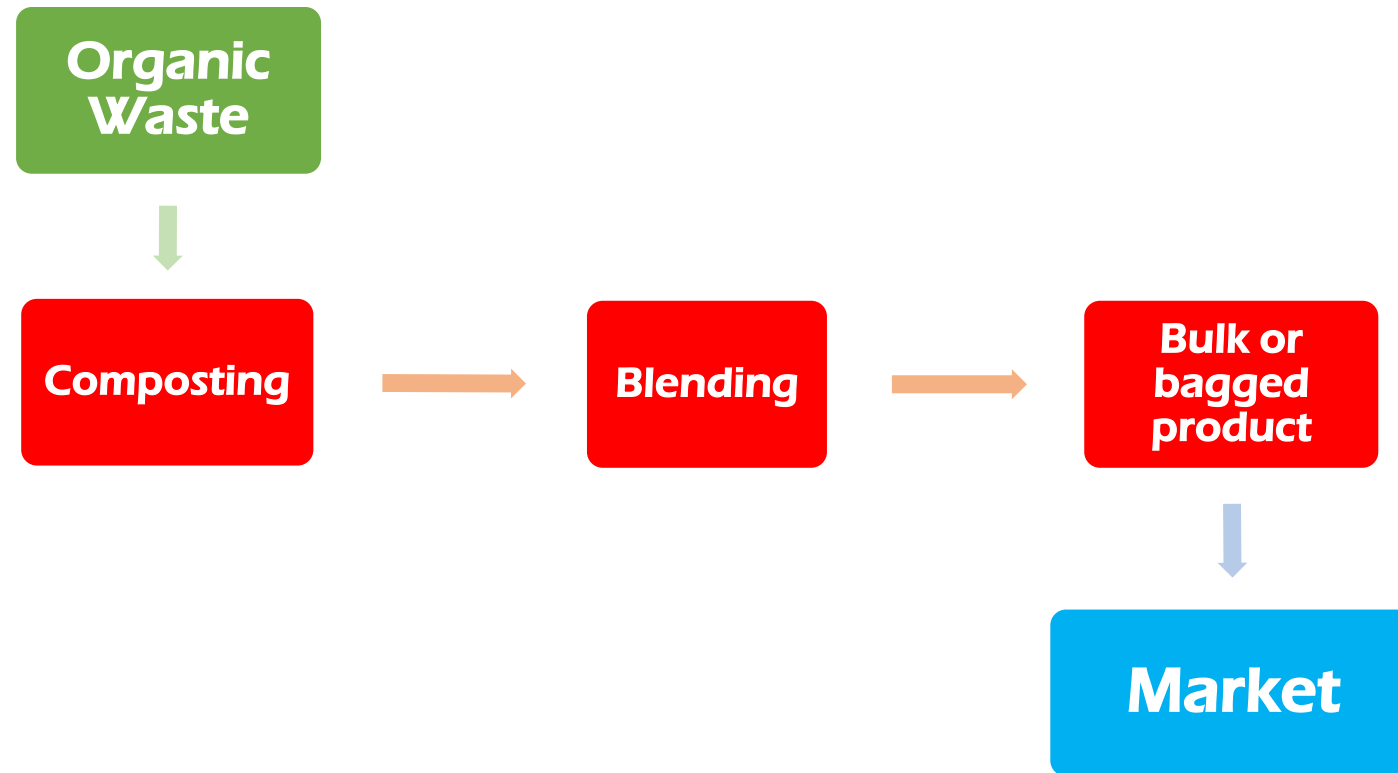 Organic
Waste
Composting
Blending
Bulk or
bagged
product
Market